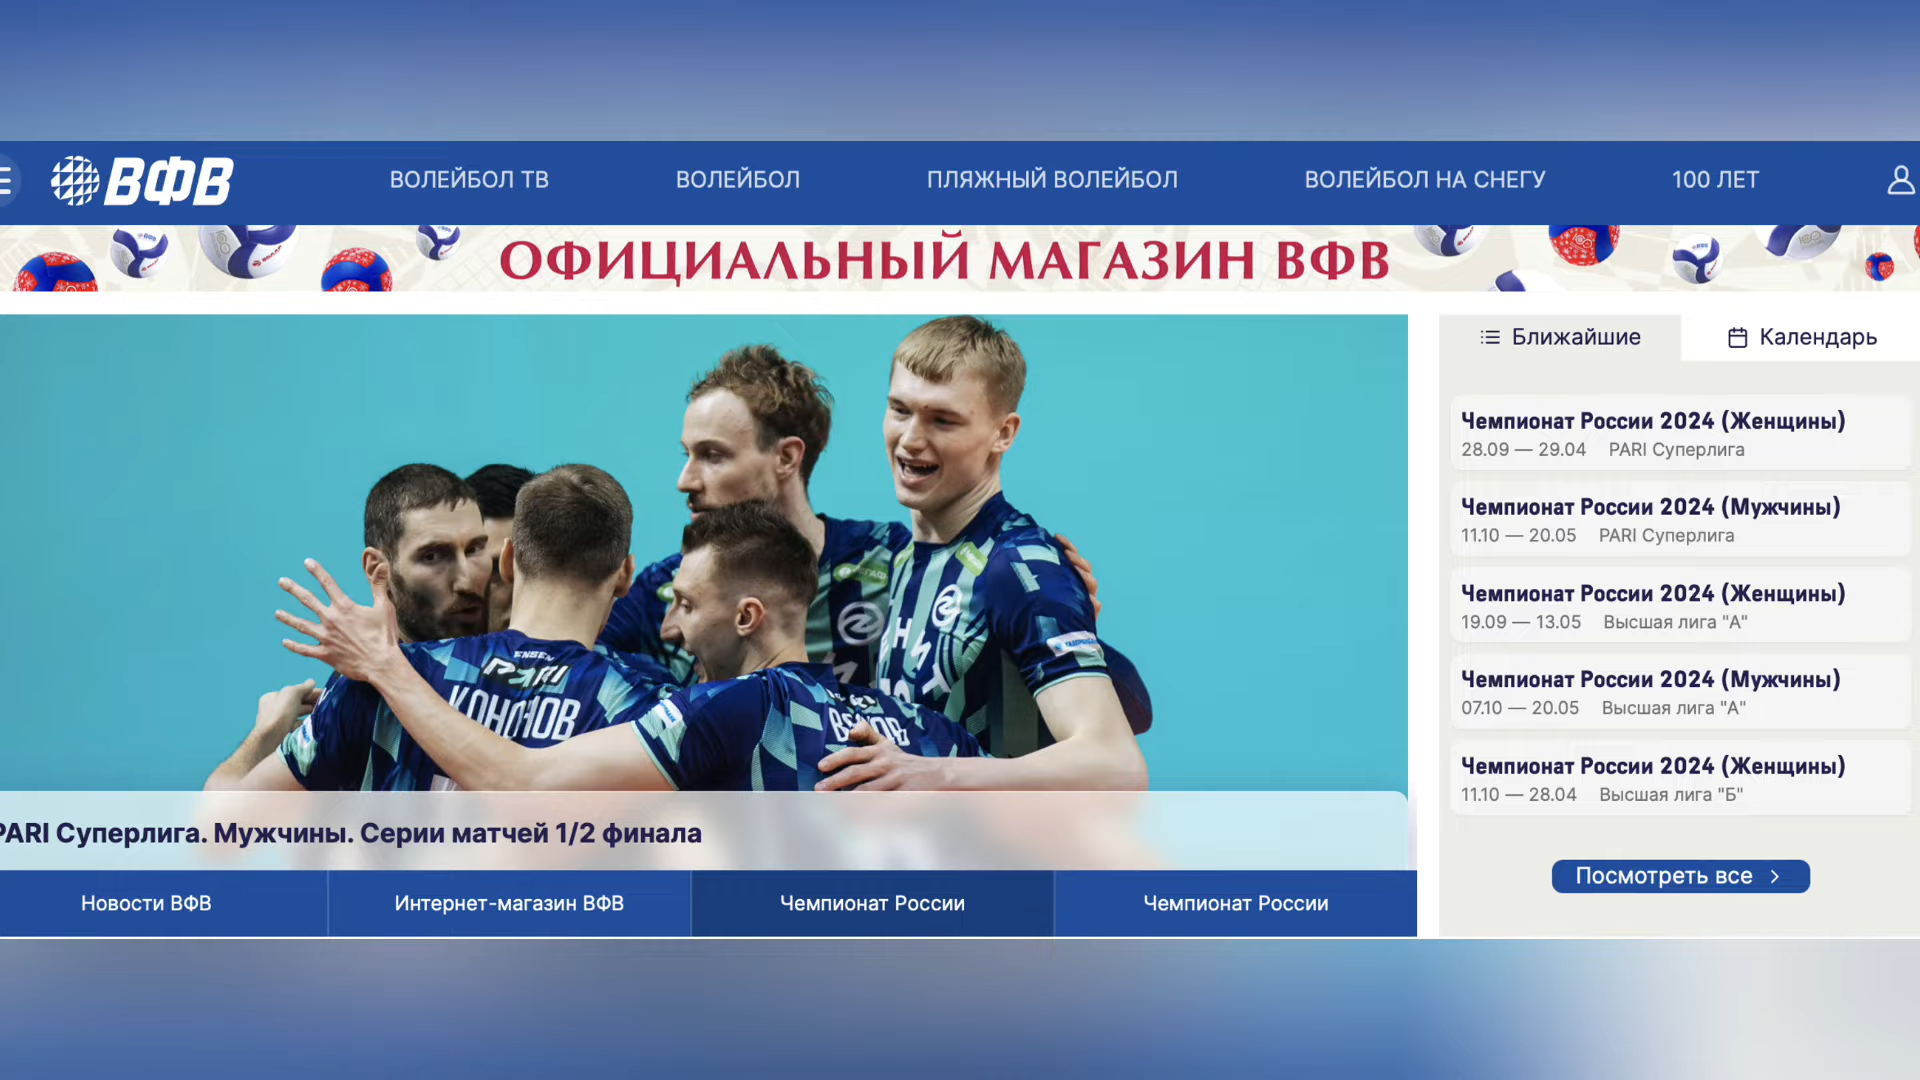 ВФВ
ВОЛЕЙБОЛ ТВ
ВОЛЕЙБОЛ
ПЛЯЖНЫЙ ВОЛЕЙБОЛ
ВОЛЕЙБОЛ НА СНЕГУ
100 ЛЕТ
ОФИЦИАЛЬНЫЙ МАГАЗИН ВФВ
Ближайшие
Календарь
Чемпионат России 2024 (Женщины)
28.09 — 29.04 PARI Суперлига
Чемпионат России 2024 (Мужчины)
11.10 — 20.05 PARI Суперлига
Чемпионат России 2024 (Женщины)
19.09 — 13.05 Высшая лига "А"
Чемпионат России 2024 (Мужчины)
07.10 — 20.05 Высшая лига "А"
Чемпионат России 2024 (Женщины)
11.10 — 28.04 Высшая лига "Б"
Посмотреть все
PARI
КОНОНОВ
PARI Суперлига. Мужчины. Серии матчей 1/2 финала
Новости ВФВ
Интернет-магазин ВФВ
Чемпионат России
Чемпионат России